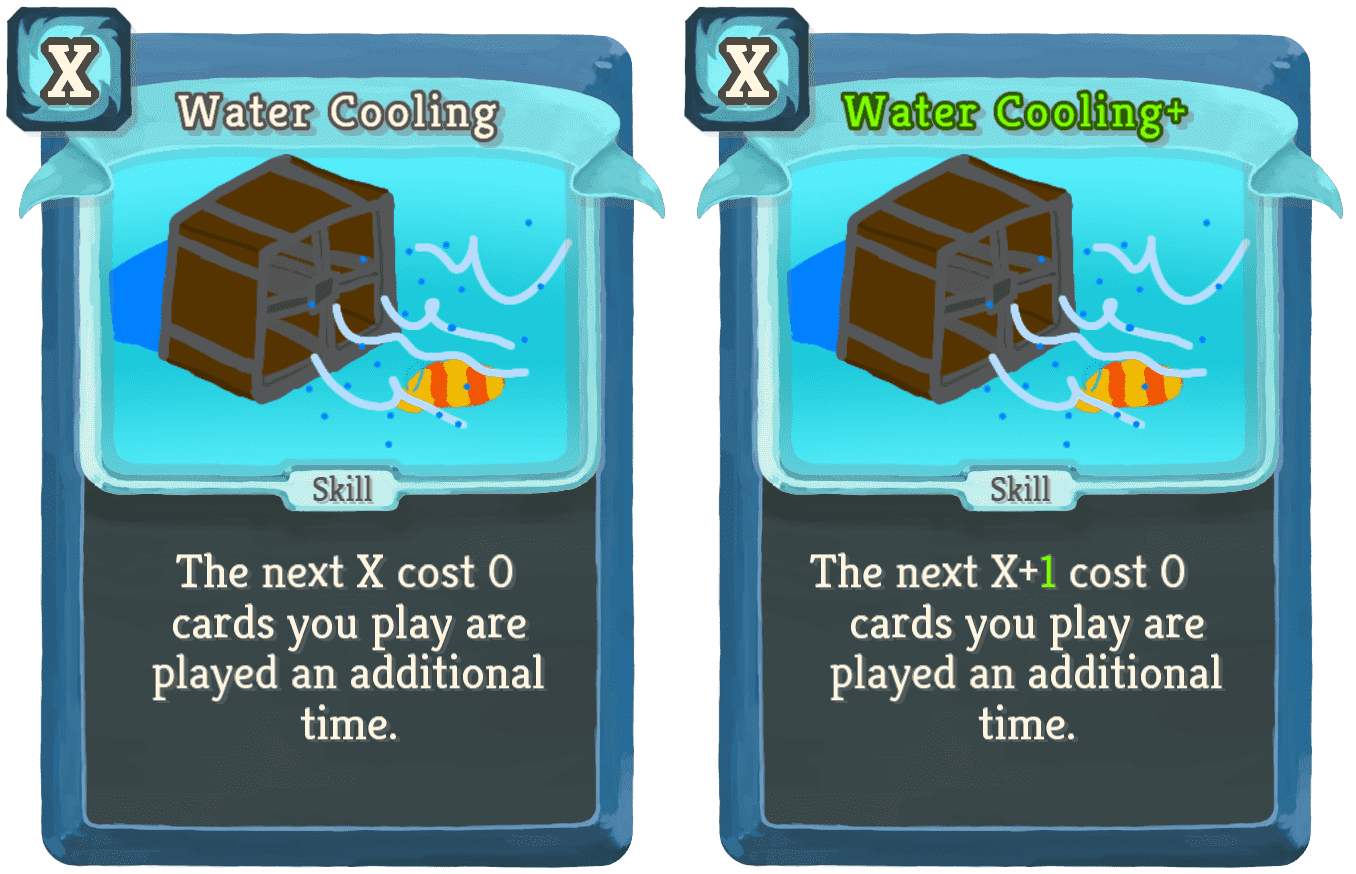 X
Water Cooling
Skill
The next X cost 0
cards you play are
played an additional
time.
X
Water Cooling+
Skill
The next X+1 cost 0
cards you play are
played an additional
time.